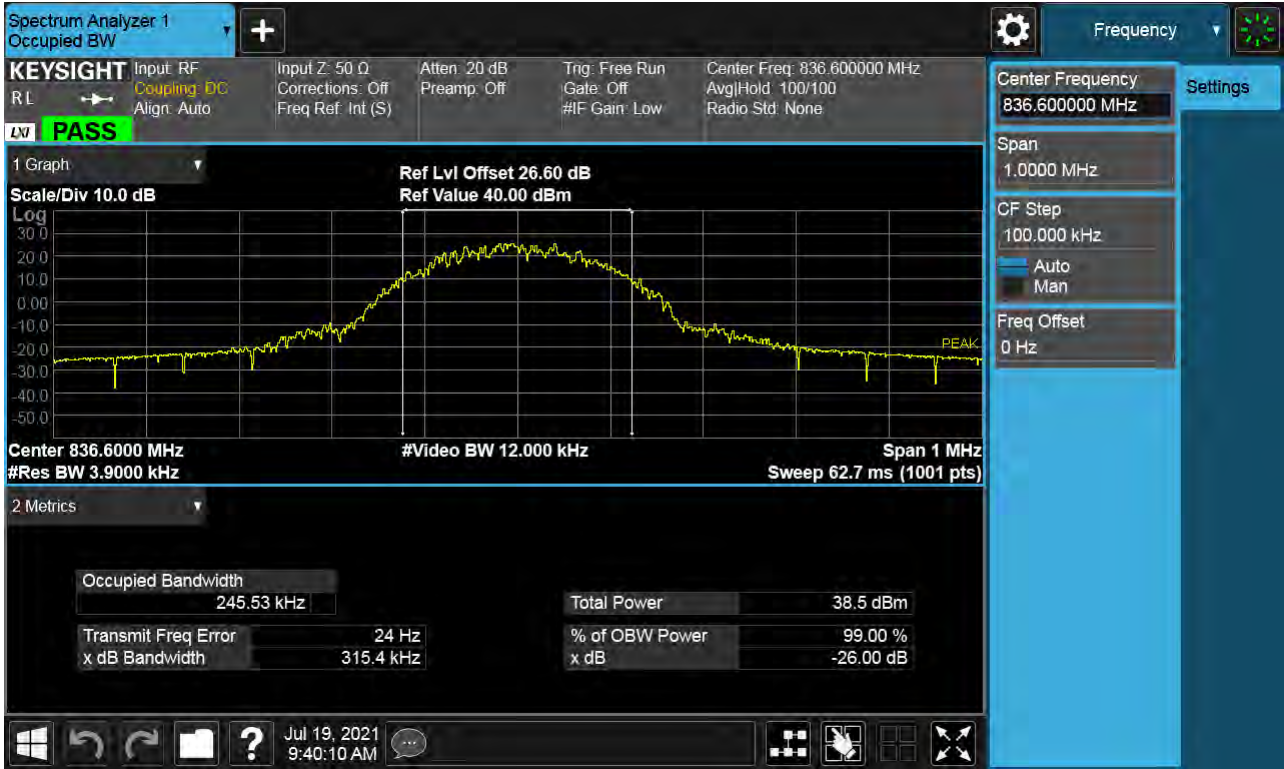 Spectrum Analyzer 1
Occupied BW
+
Frequency
KEYSIGHT
R L
LXI
PASS
Input: RF
Coupling: DC
Align: Auto
Input Z: 50 Ω
Corrections: Off
Freq Ref: Int (S)
Atten: 20 dB
Preamp: Off
Trig: Free Run
Gate: Off
#IF Gain: Low
Center Freq: 836.600000 MHz
Avg|Hold: 100/100
Radio Std: None
1 Graph
Scale/Div 10.0 dB
Ref Lvl Offset 26.60 dB
Ref Value 40.00 dBm
Log
30.0
20.0
10.0
0.00
-10.0
-20.0
-30.0
-40.0
-50.0
PEAK
Center 836.6000 MHz
#Video BW 12.000 kHz
Span 1 MHz
#Res BW 3.9000 kHz
Sweep 62.7 ms (1001 pts)
2 Metrics
Occupied Bandwidth
245.53 kHz
Transmit Freq Error 24 Hz
x dB Bandwidth 315.4 kHz
Total Power 38.5 dBm
% of OBW Power 99.00 %
x dB -26.00 dB
Center Frequency
836.600000 MHz
Settings
Span
1.0000 MHz
CF Step
100.000 kHz
Auto
Man
Freq Offset
0 Hz
?
Jul 19, 2021
9:40:10 AM